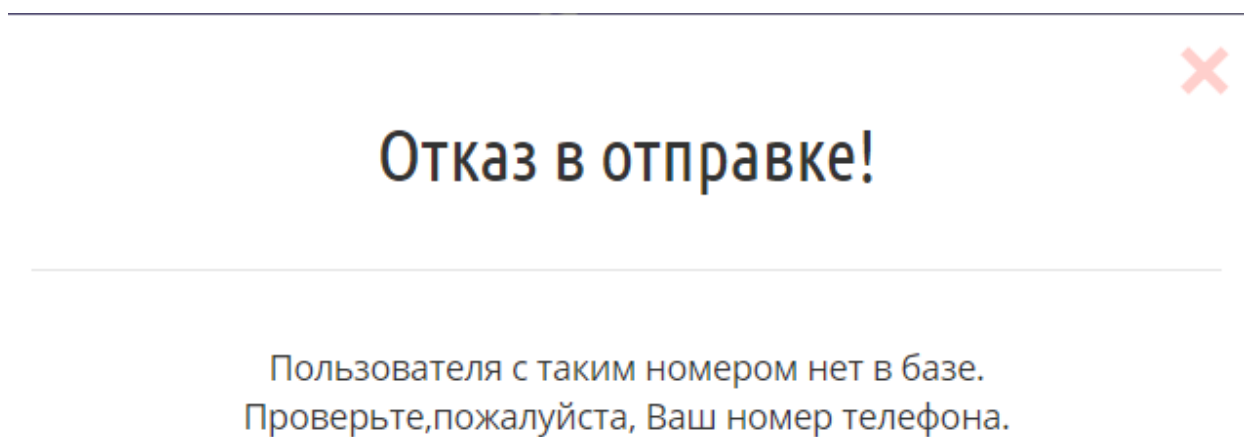 Отказ в отправке!
Пользователя с таким номером нет в базе.
Проверьте,пожалуйста, Ваш номер телефона.